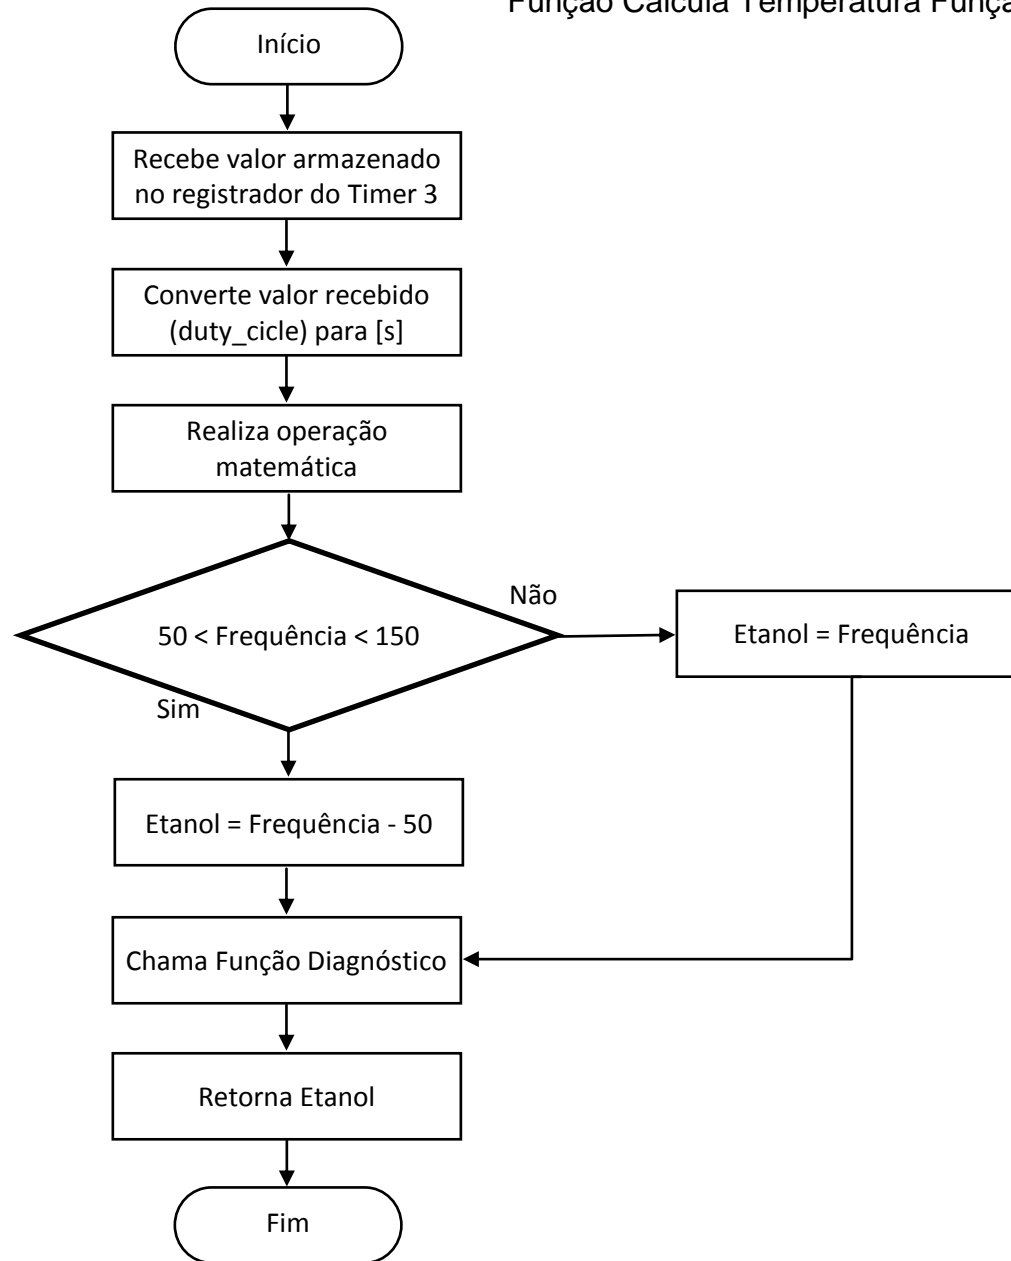 Função Calcula Temperatura
Início
Recebe valor armazenado
no registrador do Timer 3
Converte valor recebido
(duty_cicle) para [s]
Realiza operação
matemática
50 < Frequência < 150
Não
Etanol = Frequência
Sim
Etanol = Frequência - 50
Chama Função Diagnóstico
Retorna Etanol
Fim